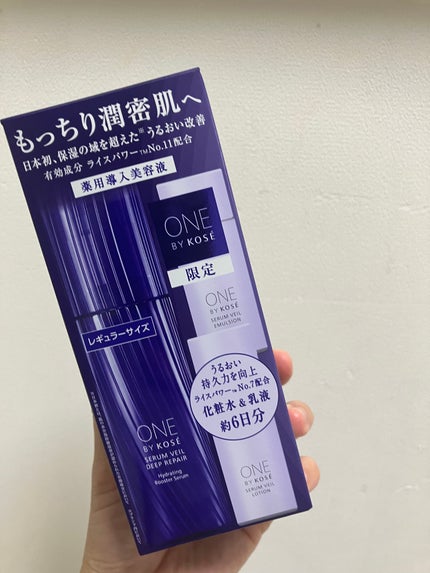 もっちり潤密肌へ
日本初、保湿の域を超えた※うるおい改善
有効成分 ライスパワー™No.11配合
薬用導入美容液
ONE
BY KOSÉ
限定
ONE
BY KOSÉ
SERUM VEIL
EMULSION
レギュラーサイズ
うるおい
持久力を向上
ライスパワー™No.7配合
化粧水&乳液
約6日分
ONE
BY KOSÉ
SERUM VEIL
DEEP REPAIR
Hydrating
Booster Serum
ONE
BY KOSÉ
SERUM VEIL
LOTION